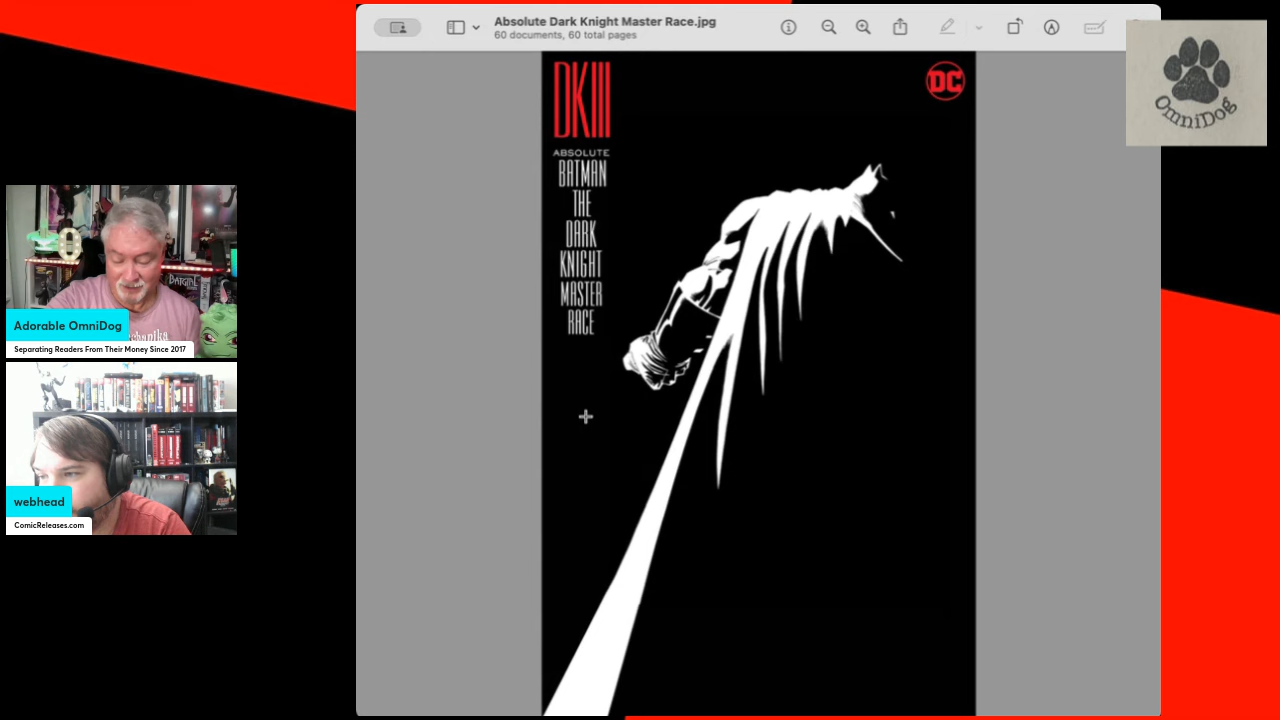 Absolute Dark Knight Master Race.jpg
60 documents, 60 total pages
DKIII
ABSOLUTE
BATMAN
THE
DARK
KNIGHT
MASTER
RACE
DC
OmniDog
BATGIRL
Adorable OmniDog
Separating Readers From Their Money Since 2017
webhead
ComicReleases.com